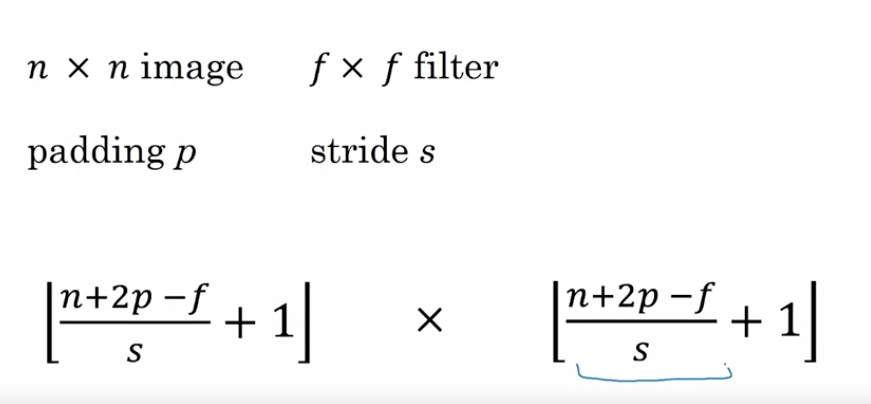 n × n image f × f filter
padding p stride s
⌊(n+2p −f)/s + 1⌋ × ⌊(n+2p −f)/s + 1⌋